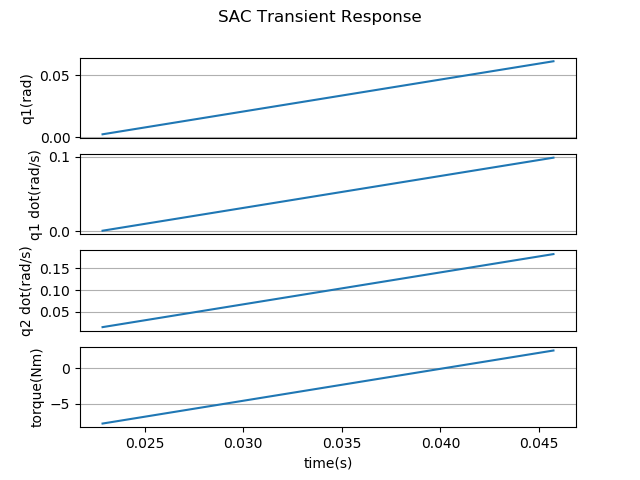 SAC Transient Response
q1(rad)
0.05
0.00
q1 dot(rad/s)
0.1
0.0
q2 dot(rad/s)
0.15
0.10
0.05
torque(Nm)
0
−5
0.025 0.030 0.035 0.040 0.045
time(s)